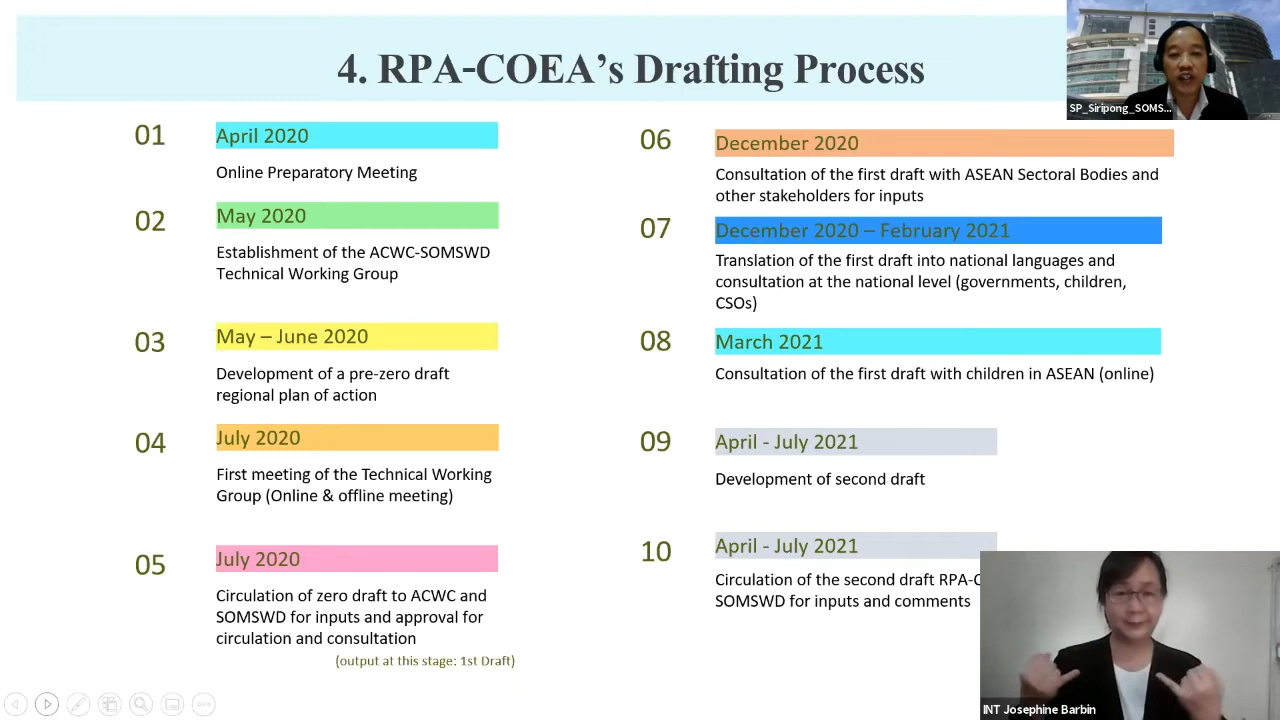 4. RPA-COEA's Drafting Process
SP_Siripong_SOMS...
01
April 2020
Online Preparatory Meeting
02
May 2020
Establishment of the ACWC-SOMSWD
Technical Working Group
03
May – June 2020
Development of a pre-zero draft
regional plan of action
04
July 2020
First meeting of the Technical Working
Group (Online & offline meeting)
05
July 2020
Circulation of zero draft to ACWC and
SOMSWD for inputs and approval for
circulation and consultation
(output at this stage: 1st Draft)
06
December 2020
Consultation of the first draft with ASEAN Sectoral Bodies and
other stakeholders for inputs
07
December 2020 – February 2021
Translation of the first draft into national languages and
consultation at the national level (governments, children,
CSOs)
08
March 2021
Consultation of the first draft with children in ASEAN (online)
09
April - July 2021
Development of second draft
10
April - July 2021
Circulation of the second draft RPA-C
SOMSWD for inputs and comments
INT Josephine Barbin